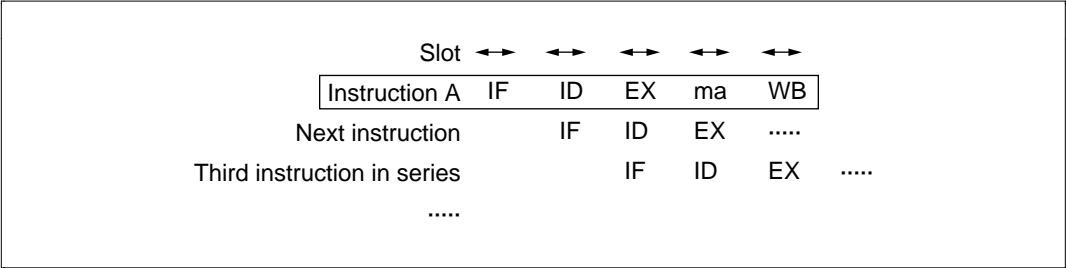 Slot
Instruction A IF ID EX ma WB
Next instruction IF ID EX .....
Third instruction in series IF ID EX .....
.....